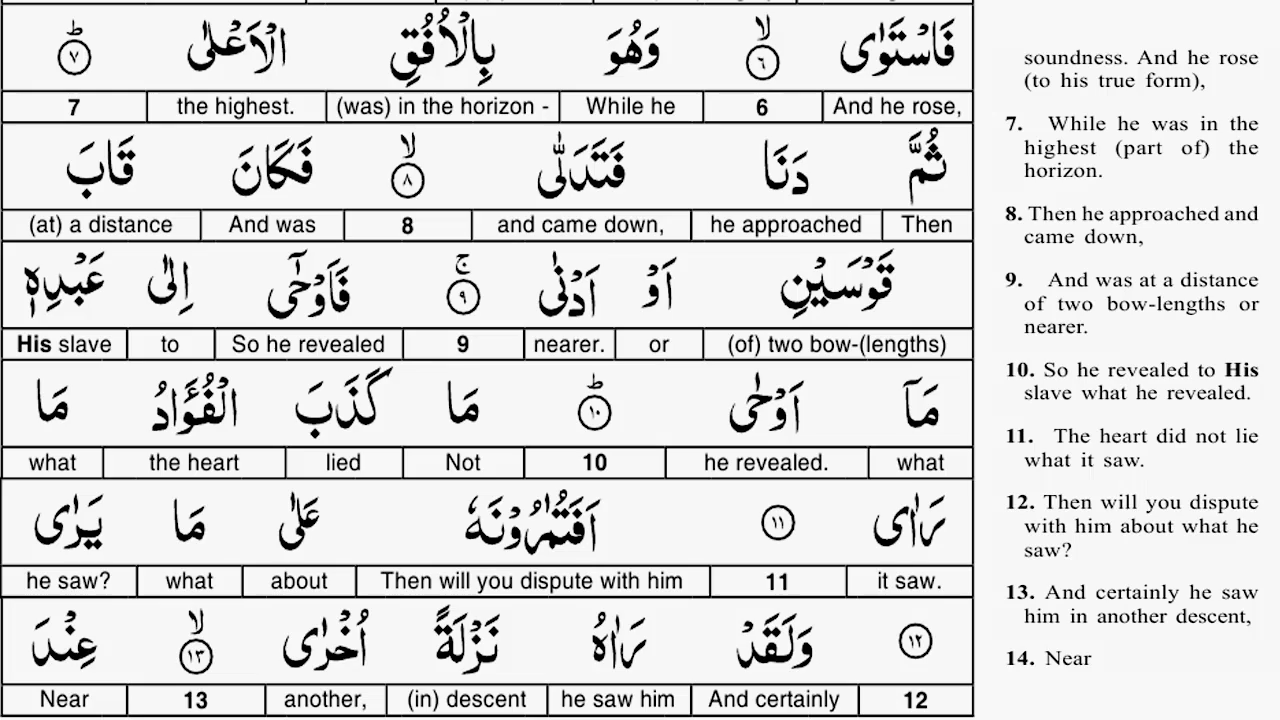 فَاسْتَوٰى ۙ ٦ وَهُوَ بِالْاُفُقِ الْاَعْلٰى ؕ ٧
And he rose, 6 While he (was) in the horizon - the highest. 7
ثُمَّ دَنَا فَتَدَلّٰى ۙ ٨ فَكَانَ قَابَ
Then he approached and came down, 8 And was (at) a distance
قَوْسَيْنِ اَوْ اَدْنٰى ۚ ٩ فَاَوْحٰٓى اِلٰى عَبْدِهٖ
(of) two bow-(lengths) or nearer. 9 So he revealed to His slave
مَاۤ اَوْحٰى ؕ ١٠ مَا كَذَبَ الْفُؤَادُ مَا
what he revealed. 10 Not lied the heart what
رَاٰى ١١ اَفَتُمٰرُوْنَهٗ عَلٰى مَا يَرٰى
it saw. 11 Then will you dispute with him about what he saw?
١٢ وَلَقَدْ رَاٰهُ نَزْلَةً اُخْرٰى ۙ ١٣ عِنْدَ
12 And certainly he saw him (in) descent another, 13 Near
soundness. And he rose
(to his true form),
7. While he was in the
highest (part of) the
horizon.
8. Then he approached and
came down,
9. And was at a distance
of two bow-lengths or
nearer.
10. So he revealed to His
slave what he revealed.
11. The heart did not lie
what it saw.
12. Then will you dispute
with him about what he
saw?
13. And certainly he saw
him in another descent,
14. Near